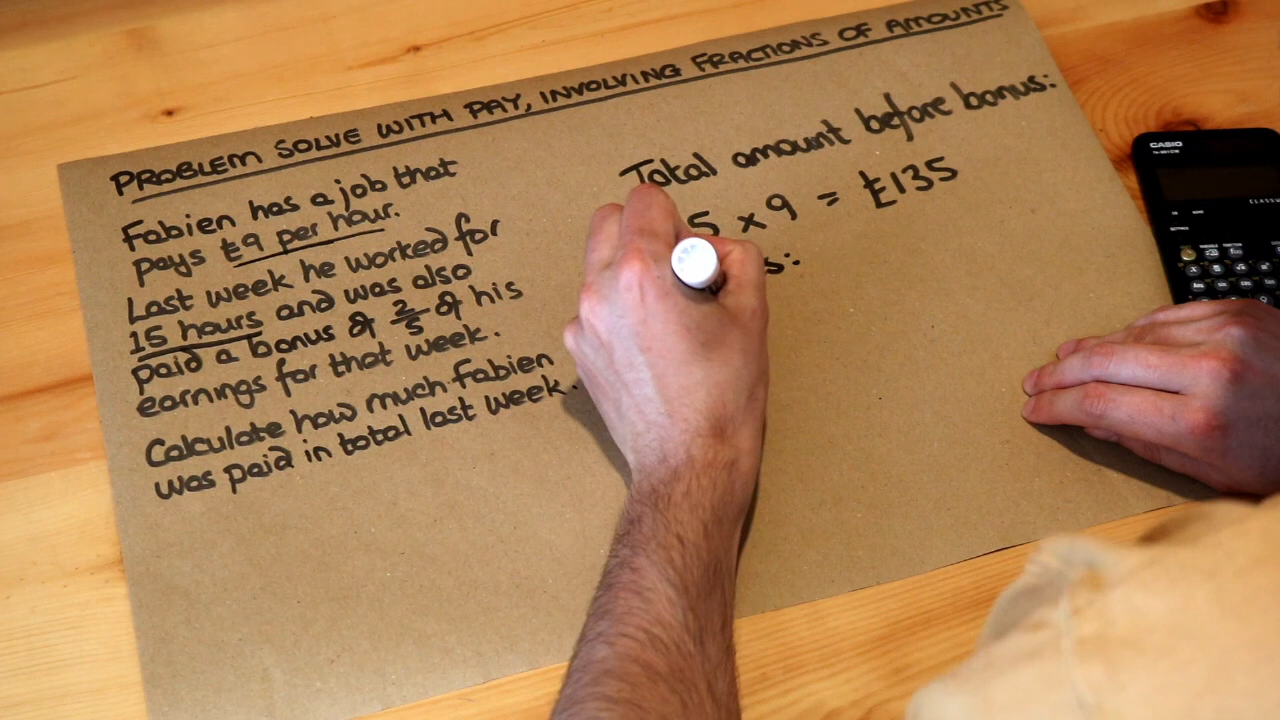 PROBLEM SOLVE WITH PAY, INVOLVING FRACTIONS OF AMOUNTS
Fabien has a job that
pays £9 per hour.
Last week he worked for
15 hours and was also
paid a bonus of 2/5 of his
earnings for that week.
Calculate how much Fabien
was paid in total last week.
Total amount before bonus:
5 × 9 = £135
s:
CASIO